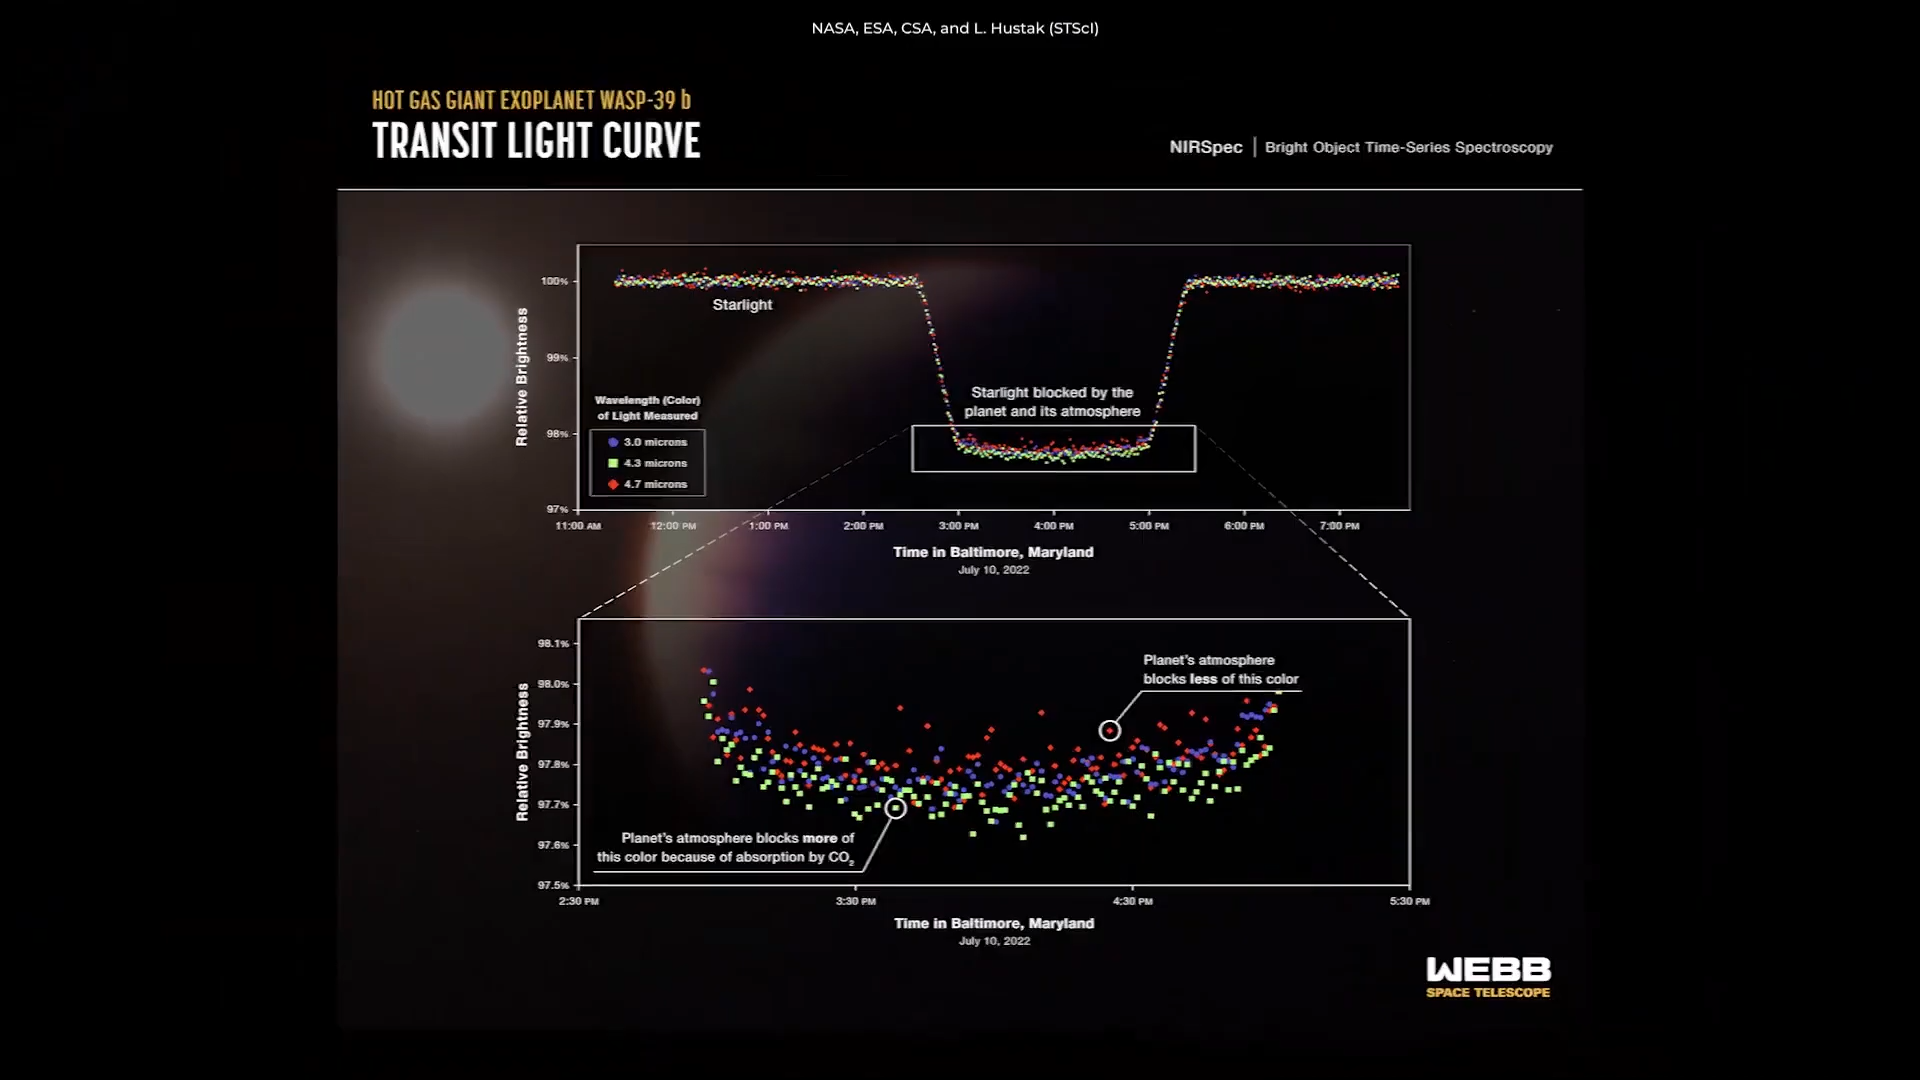 NASA, ESA, CSA, and L. Hustak (STScI)
HOT GAS GIANT EXOPLANET WASP-39 b
TRANSIT LIGHT CURVE
NIRSpec | Bright Object Time-Series Spectroscopy
Relative Brightness
100%
99%
98%
97%
Starlight
Starlight blocked by the
planet and its atmosphere
Wavelength (Color)
of Light Measured
3.0 microns
4.3 microns
4.7 microns
11:00 AM 12:00 PM 1:00 PM 2:00 PM 3:00 PM 4:00 PM 5:00 PM 6:00 PM 7:00 PM
Time in Baltimore, Maryland
July 10, 2022
Relative Brightness
98.1%
98.0%
97.9%
97.8%
97.7%
97.6%
97.5%
Planet's atmosphere
blocks less of this color
Planet's atmosphere blocks more of
this color because of absorption by CO₂
2:30 PM 3:30 PM 4:30 PM 5:30 PM
Time in Baltimore, Maryland
July 10, 2022
WEBB
SPACE TELESCOPE